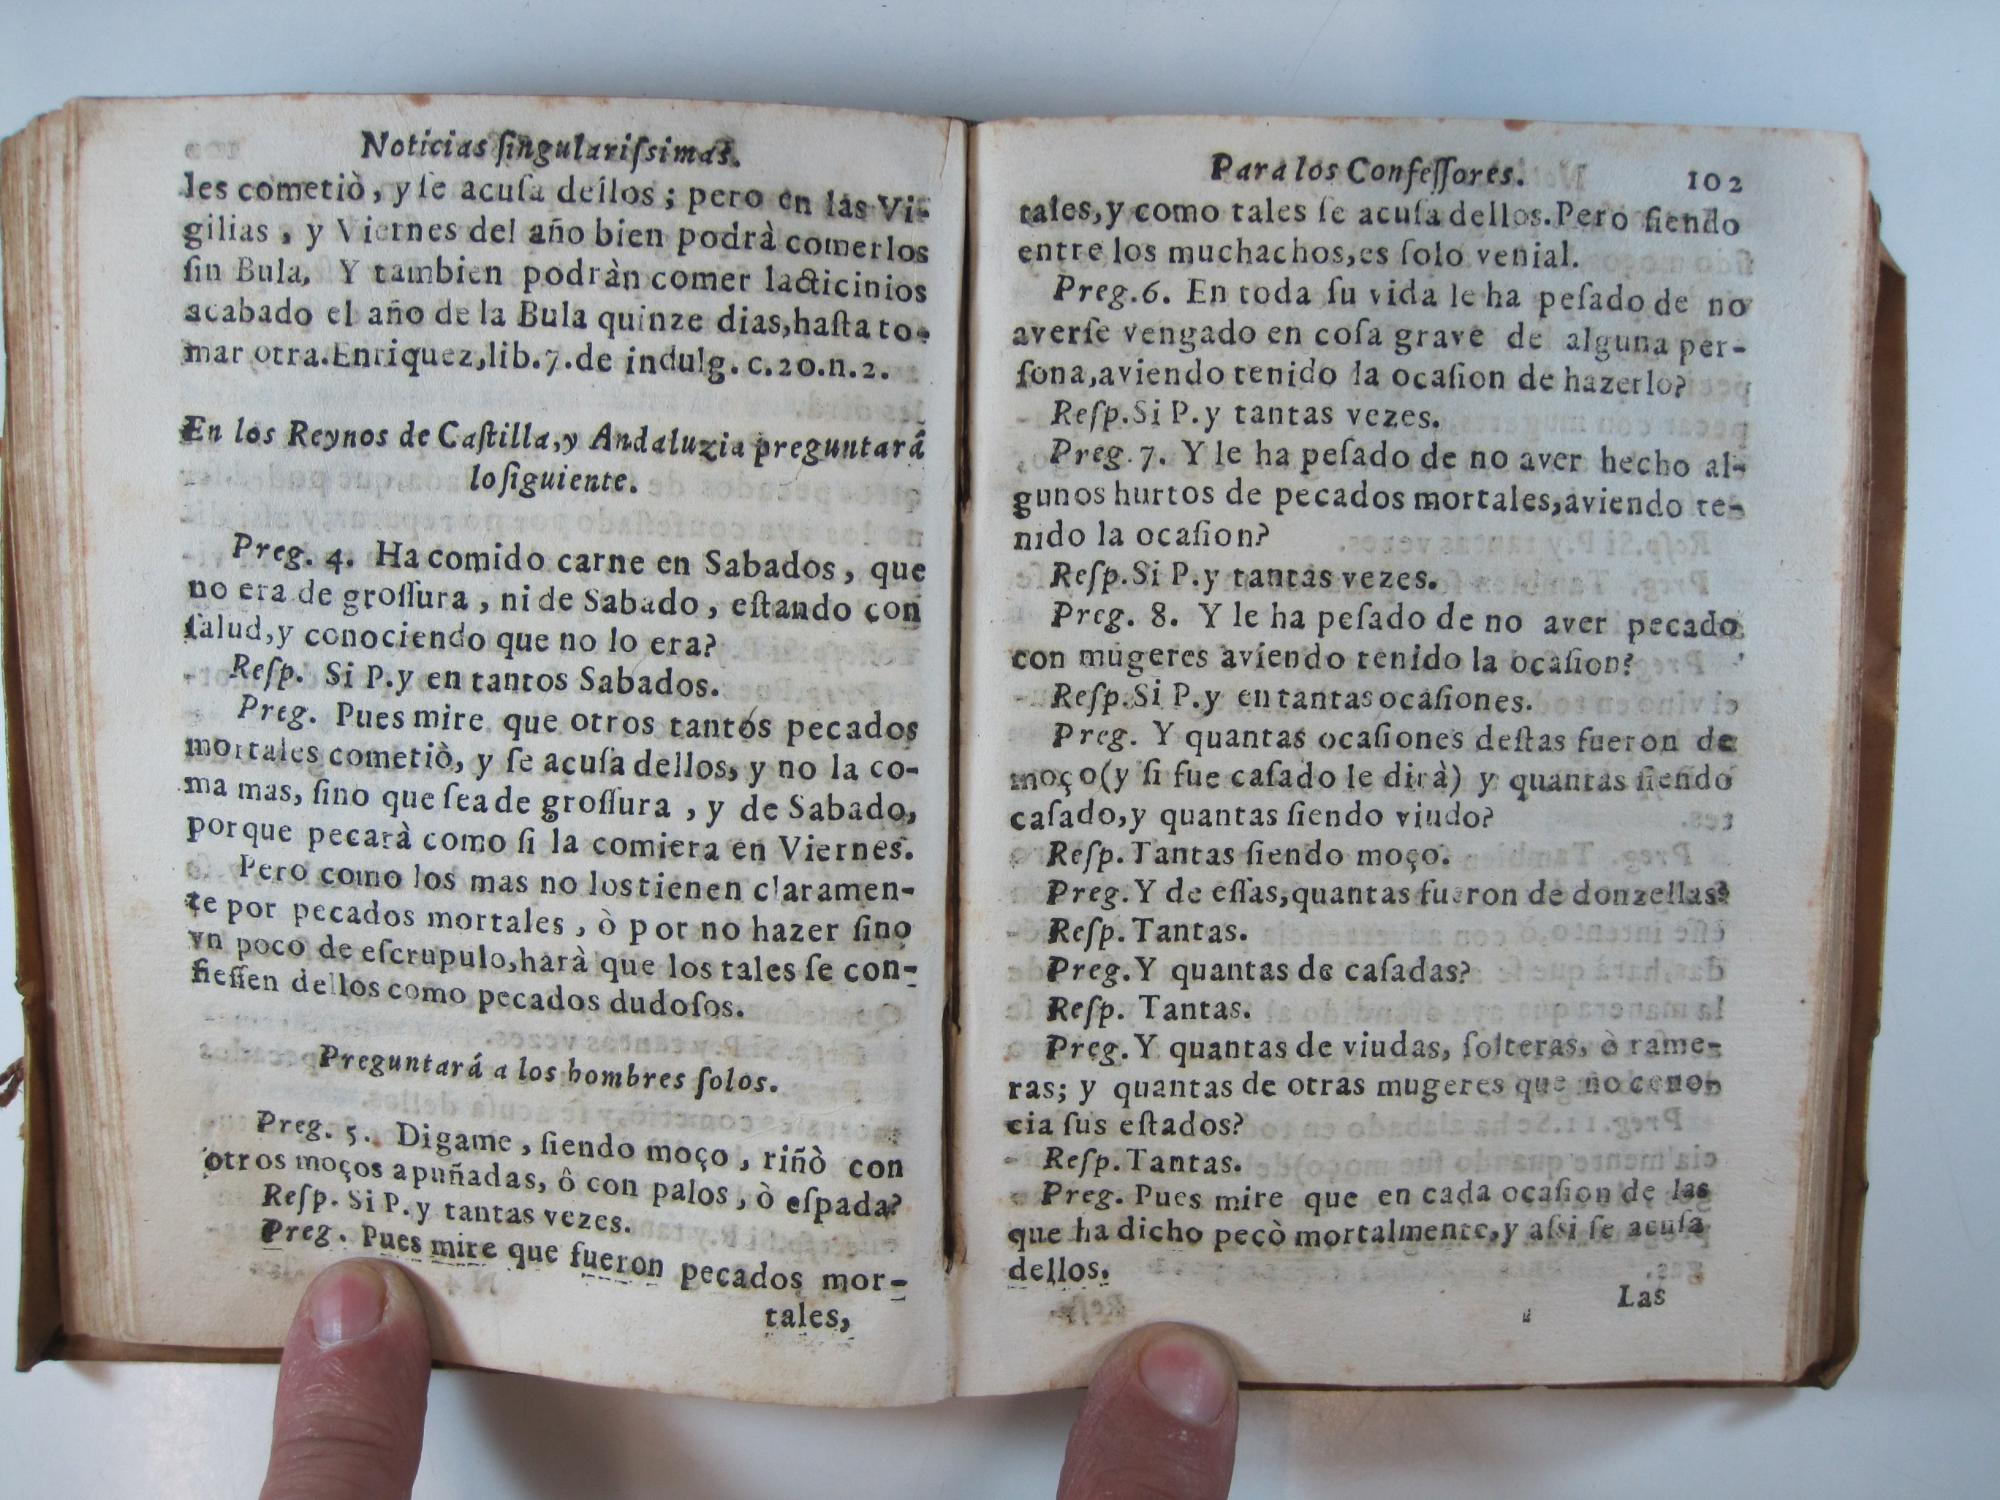 Noticias ſingulariſsimas.
les cometiò, y ſe acuſa dellos; pero en las Vi-
gilias, y Viernes del año bien podrà comerlos
ſin Bula, Y tambien podràn comer lacticinios
acabado el año de la Bula quinze dias,haſta to-
mar otra.Enriquez,lib.7.de indulg.c.20.n.2.
En los Reynos de Caſtilla,y Andaluzia preguntará
lo ſiguiente.
Preg. 4. Ha comido carne en Sabados, que
no era de groſſura, ni de Sabado, eſtando con
ſalud,y conociendo que no lo era?
Reſp. Si P.y en tantos Sabados.
Preg. Pues mire que otros tantos pecados
mortales cometiò, y ſe acuſa dellos, y no la co-
ma mas, ſino que ſea de groſſura, y de Sabado,
porque pecarà como ſi la comiera en Viernes.
Pero como los mas no los tienen claramen-
te por pecados mortales, ò por no hazer ſino
vn poco de eſcrupulo,harà que los tales ſe con-
fieſſen dellos como pecados dudoſos.
Preguntará a los hombres ſolos.
Preg. 5. Digame, ſiendo moço, riñò con
otros moços a puñadas, ô con palos, ò eſpada?
Reſp. Si P.y tantas vezes.
Preg. Pues mire que fueron pecados mor-
tales,
Para los Confeſſores. 102
tales,y como tales ſe acuſa dellos.Pero ſiendo
entre los muchachos,es ſolo venial.
Preg.6. En toda ſu vida le ha peſado de no
averſe vengado en coſa grave de alguna per-
ſona,aviendo tenido la ocaſion de hazerlo?
Reſp.Si P.y tantas vezes.
Preg.7. Y le ha peſado de no aver hecho al-
gunos hurtos de pecados mortales,aviendo te-
nido la ocaſion?
Reſp.Si P.y tantas vezes.
Preg. 8. Y le ha peſado de no aver pecado
con mugeres aviendo tenido la ocaſion?
Reſp.Si P.y en tantas ocaſiones.
Preg. Y quantas ocaſiones deſtas fueron de
moço(y ſi fue caſado le dirà) y quantas ſiendo
caſado,y quantas ſiendo viudo?
Reſp.Tantas ſiendo moço.
Preg.Y de eſſas,quantas fueron de donzellas?
Reſp.Tantas.
Preg.Y quantas de caſadas?
Reſp. Tantas.
Preg.Y quantas de viudas, ſolteras, ò rame-
ras; y quantas de otras mugeres que no cono-
cia ſus eſtados?
Reſp.Tantas.
Preg. Pues mire que en cada ocaſion de las
que ha dicho pecò mortalmente,y aſsi ſe acuſa
dellos.
Las